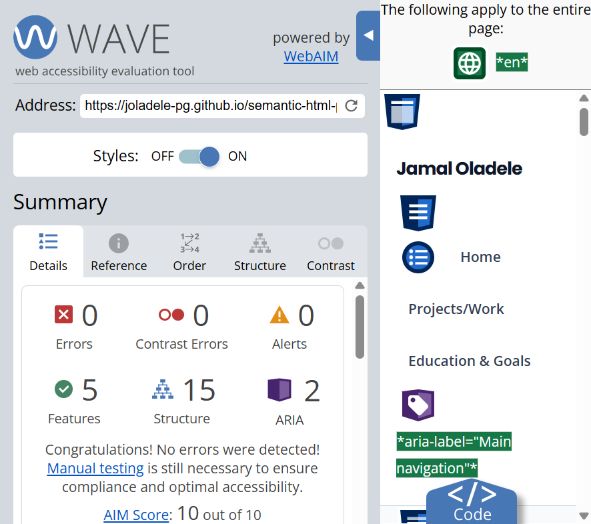 WAVE
web accessibility evaluation tool
powered by
WebAIM
Address: https://joladele-pg.github.io/semantic-html-
Styles: OFF ON
Summary
Details
Reference
1→2
3→4
Order
Structure
Contrast
0
Errors
0
Contrast Errors
0
Alerts
5
Features
15
Structure
2
ARIA
Congratulations! No errors were detected!
Manual testing is still necessary to ensure
compliance and optimal accessibility.
AIM Score: 10 out of 10
The following apply to the entire
page:
*en*
Jamal Oladele
Home
Projects/Work
Education & Goals
*aria-label="Main
navigation"*
</>
Code